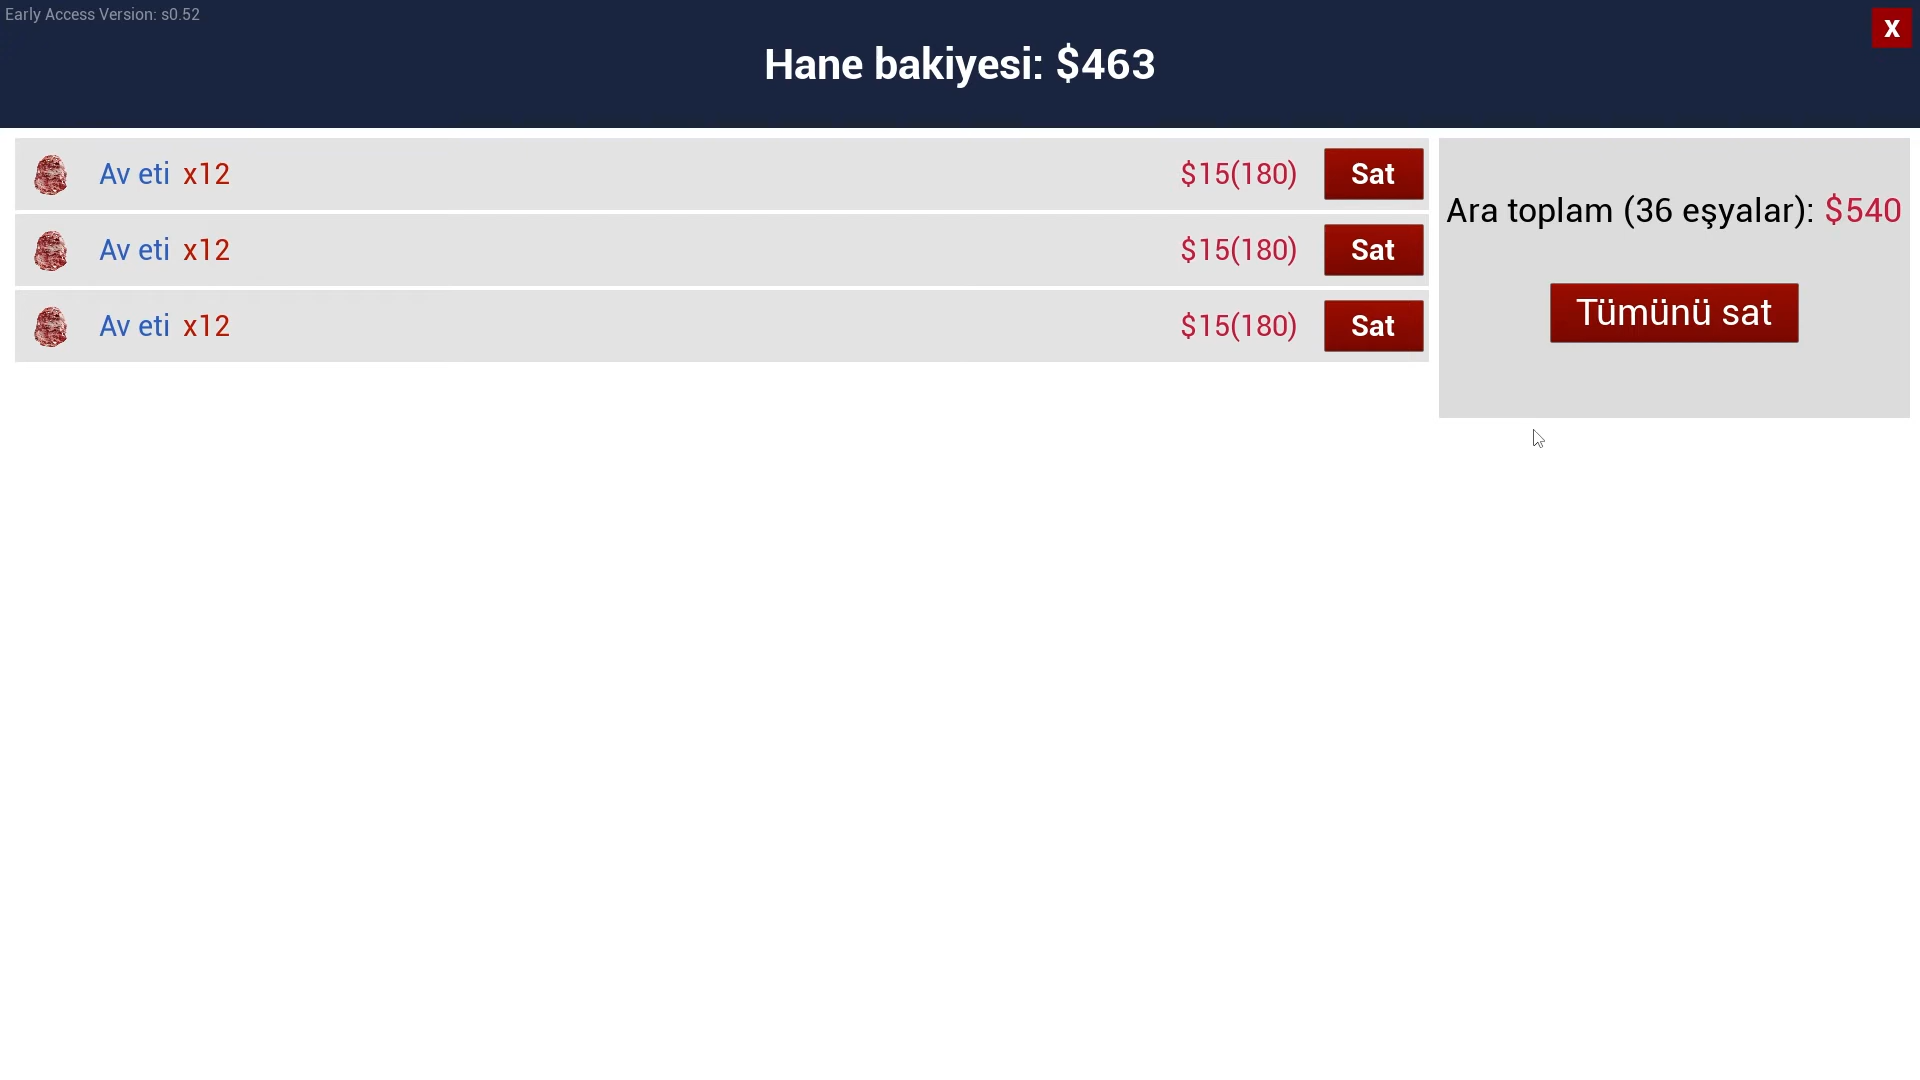 Early Access Version: s0.52
X
Hane bakiyesi: $463
Av eti x12 $15(180) Sat
Av eti x12 $15(180) Sat
Av eti x12 $15(180) Sat
Ara toplam (36 eşyalar): $540
Tümünü sat